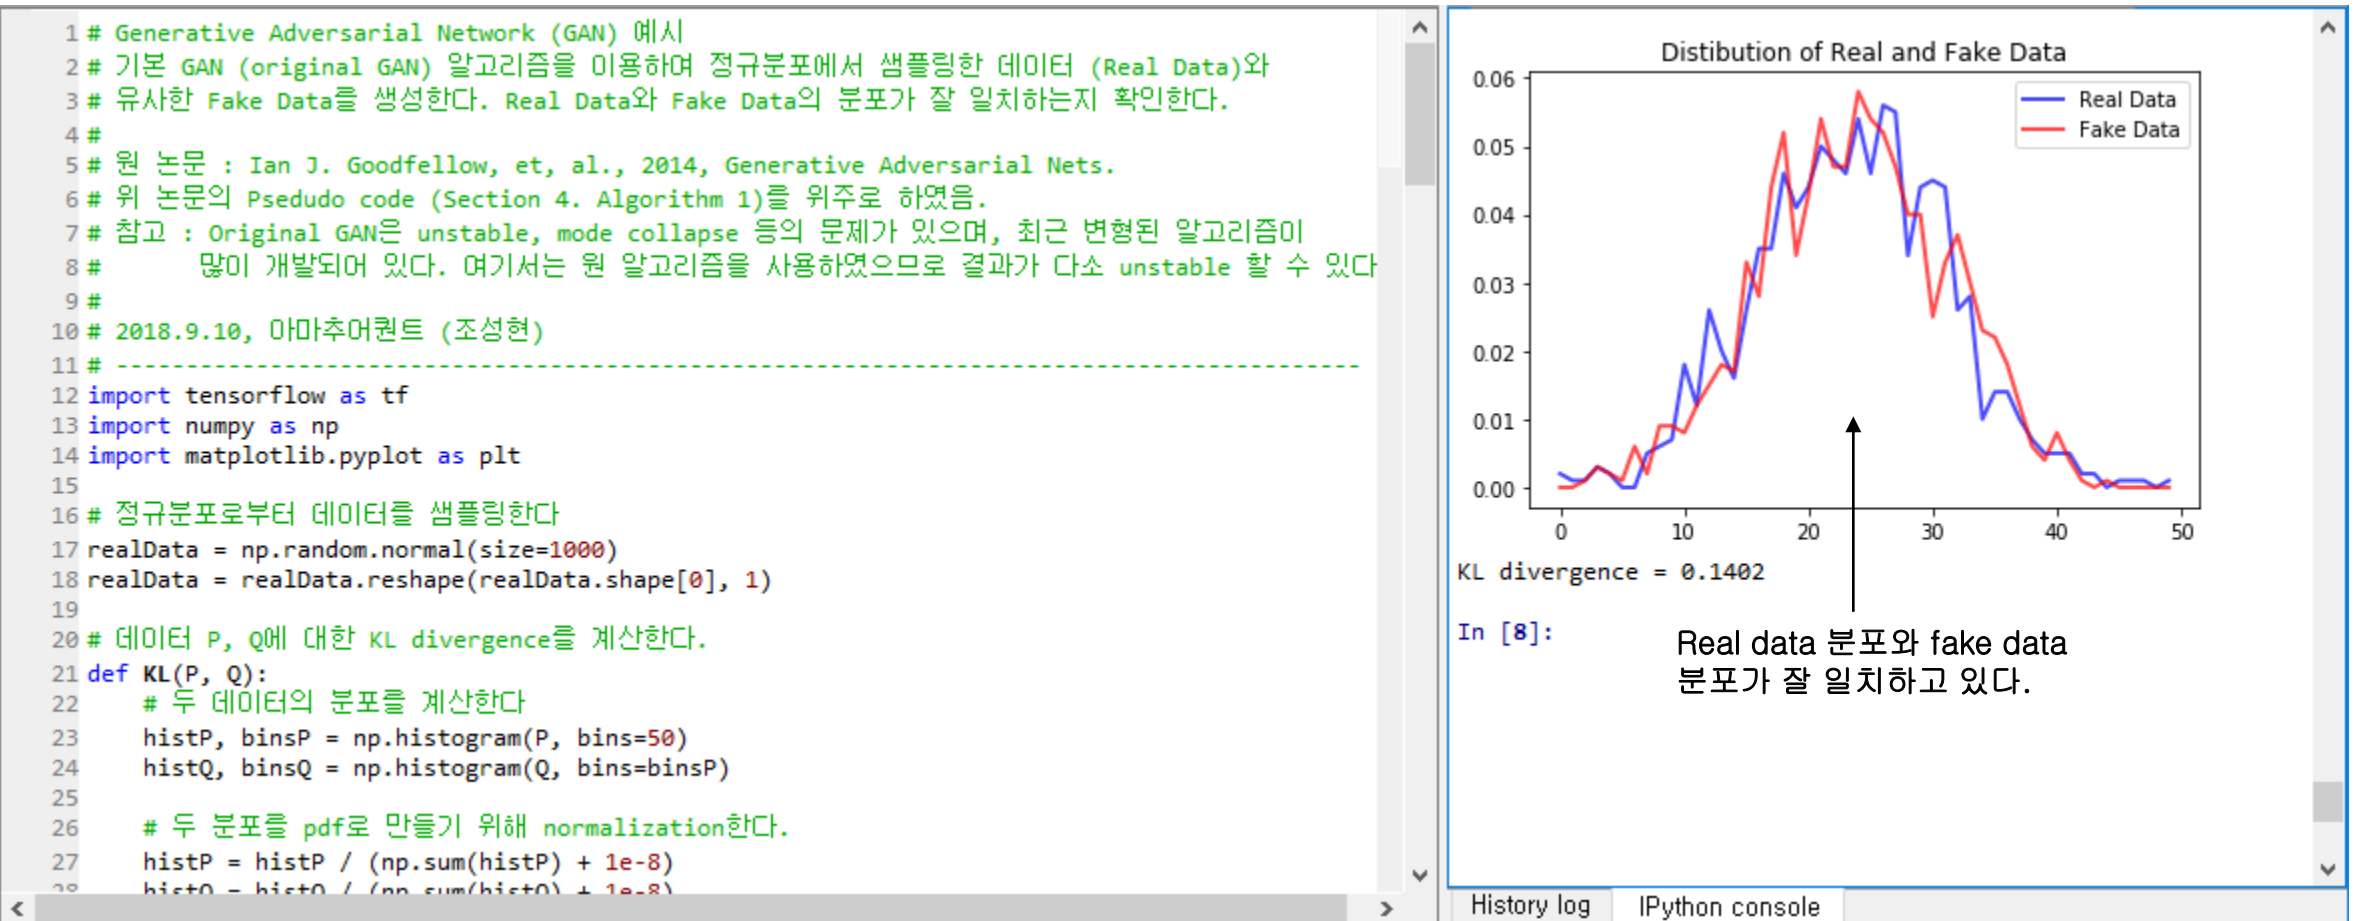 1 # Generative Adversarial Network (GAN) 예시
2 # 기본 GAN (original GAN) 알고리즘을 이용하여 정규분포에서 샘플링한 데이터 (Real Data)와
3 # 유사한 Fake Data를 생성한다. Real Data와 Fake Data의 분포가 잘 일치하는지 확인한다.
4 #
5 # 원 논문 : Ian J. Goodfellow, et, al., 2014, Generative Adversarial Nets.
6 # 위 논문의 Psedudo code (Section 4. Algorithm 1)를 위주로 하였음.
7 # 참고 : Original GAN은 unstable, mode collapse 등의 문제가 있으며, 최근 변형된 알고리즘이
8 #       많이 개발되어 있다. 여기서는 원 알고리즘을 사용하였으므로 결과가 다소 unstable 할 수 있다
9 #
10 # 2018.9.10, 아마추어퀀트 (조성현)
11 # ---------------------------------------------------------------------------------
12 import tensorflow as tf
13 import numpy as np
14 import matplotlib.pyplot as plt
15
16 # 정규분포로부터 데이터를 샘플링한다
17 realData = np.random.normal(size=1000)
18 realData = realData.reshape(realData.shape[0], 1)
19
20 # 데이터 P, Q에 대한 KL divergence를 계산한다.
21 def KL(P, Q):
22     # 두 데이터의 분포를 계산한다
23     histP, binsP = np.histogram(P, bins=50)
24     histQ, binsQ = np.histogram(Q, bins=binsP)
25
26     # 두 분포를 pdf로 만들기 위해 normalization한다.
27     histP = histP / (np.sum(histP) + 1e-8)
28     histQ = histQ / (np.sum(histQ) + 1e-8)
Distibution of Real and Fake Data
Real Data
Fake Data
0.06
0.05
0.04
0.03
0.02
0.01
0.00
0 10 20 30 40 50
KL divergence = 0.1402
In [8]:
Real data 분포와 fake data
분포가 잘 일치하고 있다.
History log IPython console